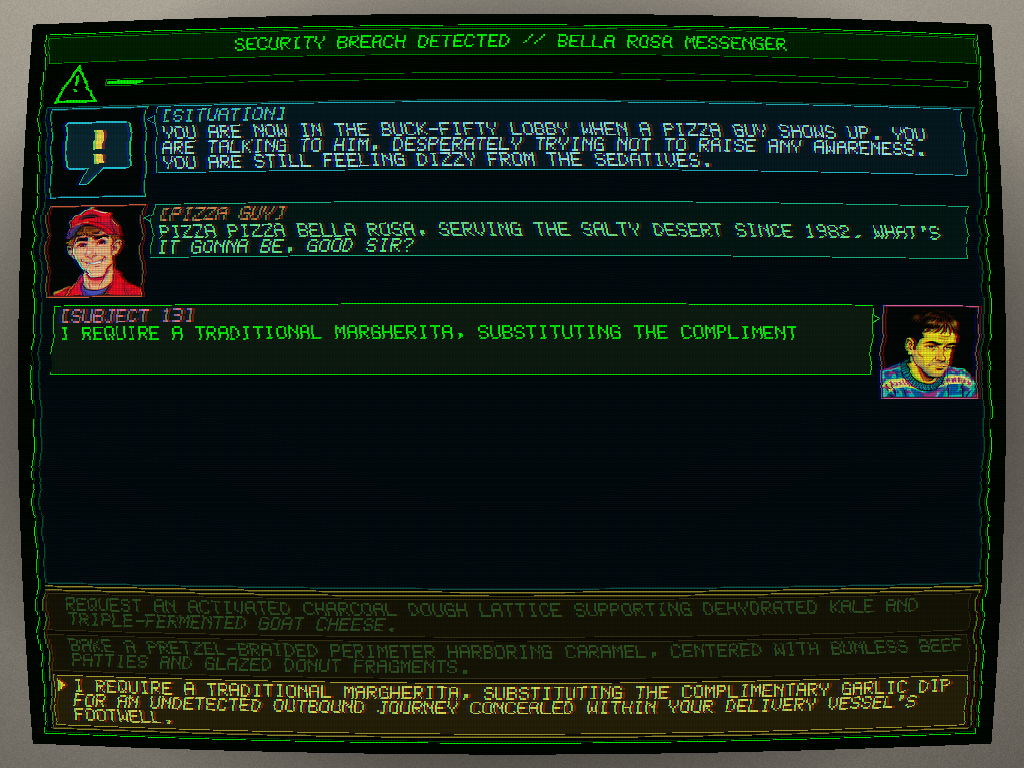 SECURITY BREACH DETECTED // BELLA ROSA MESSENGER
[SITUATION]
YOU ARE NOW IN THE BUCK-FIFTY LOBBY WHEN A PIZZA GUY SHOWS UP. YOU
ARE TALKING TO HIM, DESPERATELY TRYING NOT TO RAISE ANY AWARENESS.
YOU ARE STILL FEELING DIZZY FROM THE SEDATIVES.
[PIZZA GUY]
PIZZA PIZZA BELLA ROSA, SERVING THE SALTY DESERT SINCE 1982. WHAT'S
IT GONNA BE, GOOD SIR?
[SUBJECT 13]
I REQUIRE A TRADITIONAL MARGHERITA, SUBSTITUTING THE COMPLIMENT
REQUEST AN ACTIVATED CHARCOAL DOUGH LATTICE SUPPORTING DEHYDRATED KALE AND
TRIPLE-FERMENTED GOAT CHEESE.
BAKE A PRETZEL-BRAIDED PERIMETER HARBORING CARAMEL, CENTERED WITH BUNLESS BEEF
PATTIES AND GLAZED DONUT FRAGMENTS.
I REQUIRE A TRADITIONAL MARGHERITA, SUBSTITUTING THE COMPLIMENTARY GARLIC DIP
FOR AN UNDETECTED OUTBOUND JOURNEY CONCEALED WITHIN YOUR DELIVERY VESSEL'S
FOOTWELL.